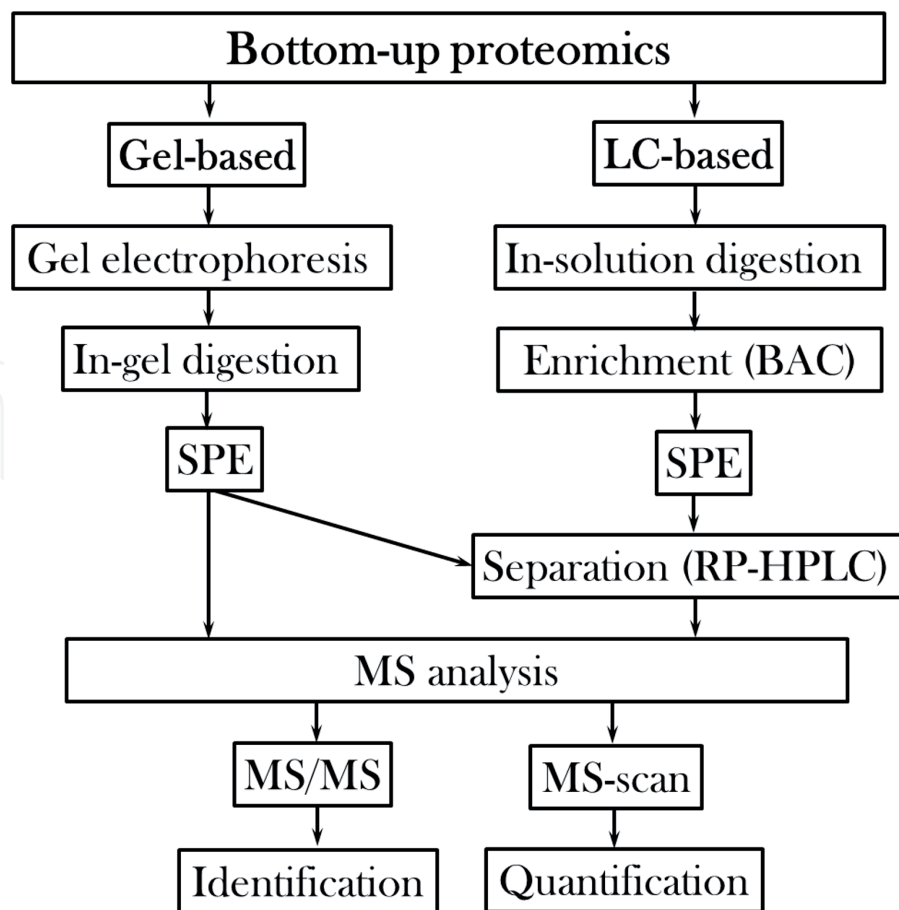 Bottom-up proteomics
Gel-based
LC-based
Gel electrophoresis
In-solution digestion
In-gel digestion
Enrichment (BAC)
SPE
SPE
Separation (RP-HPLC)
MS analysis
MS/MS
MS-scan
Identification
Quantification